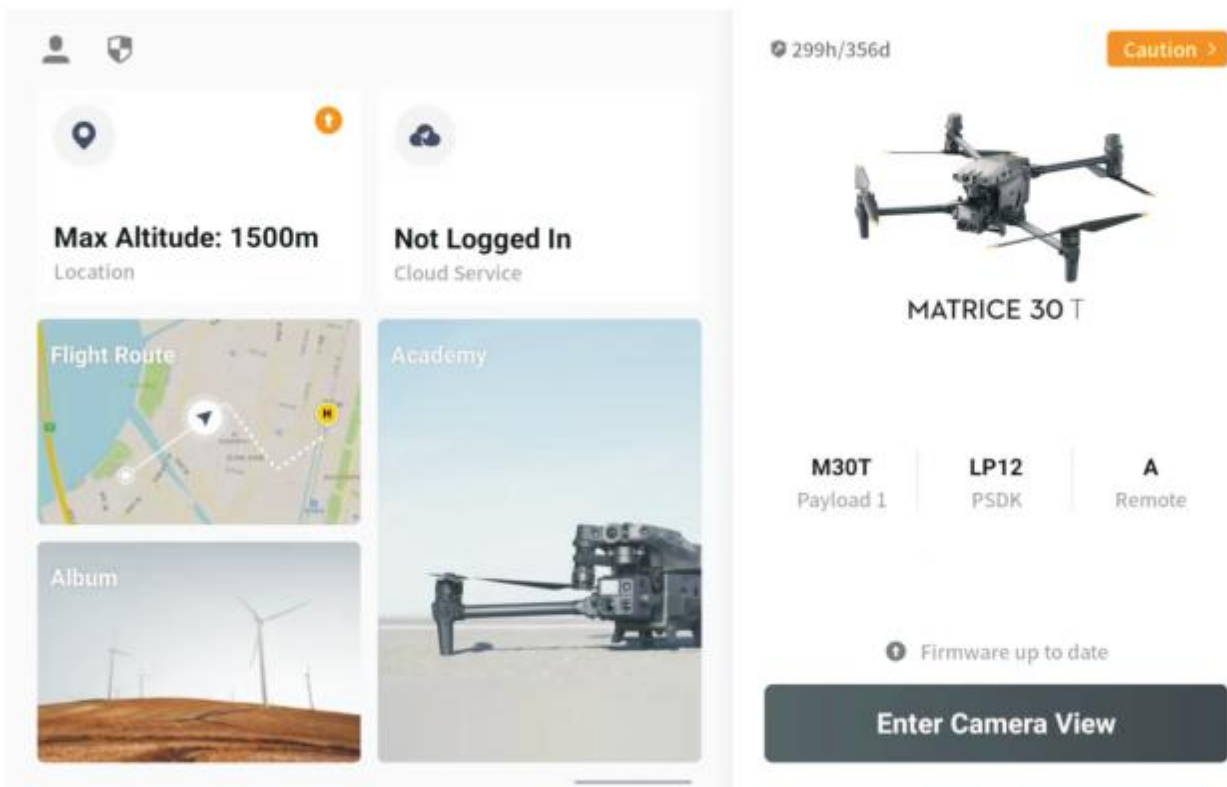 Max Altitude: 1500m
Location
Not Logged In
Cloud Service
Flight Route
H
Academy
Album
299h/356d
Caution >
MATRICE 30 T
M30T
Payload 1
LP12
PSDK
A
Remote
Firmware up to date
Enter Camera View